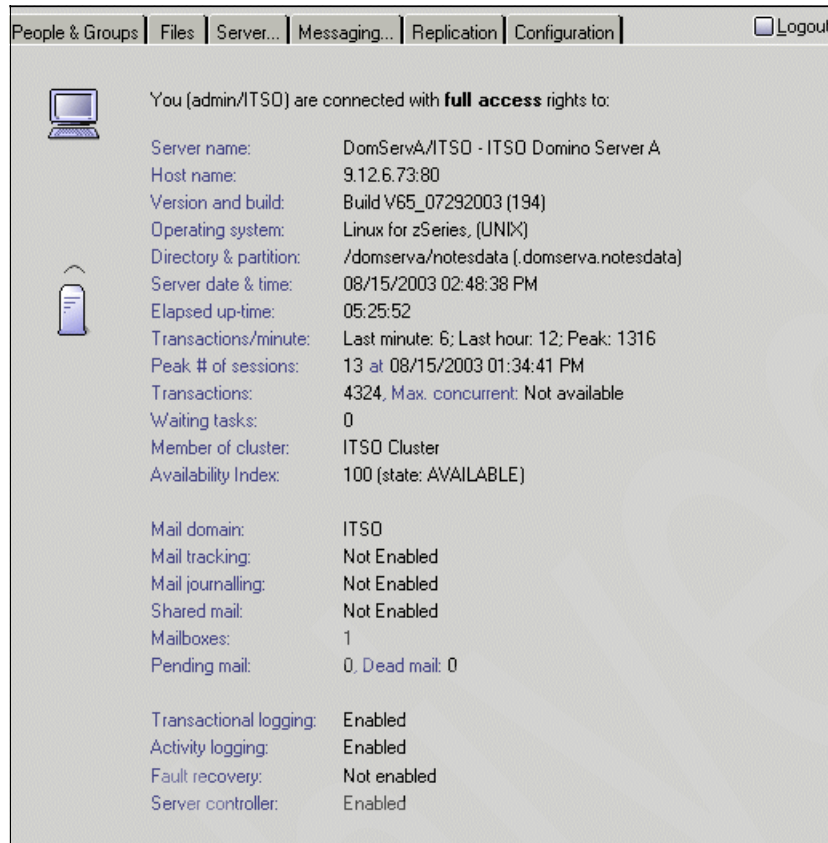 People & Groups Files Server... Messaging... Replication Configuration Logout
You (admin/ITSO) are connected with full access rights to:
Server name: DomServA/ITSO - ITSO Domino Server A
Host name: 9.12.6.73:80
Version and build: Build V65_07292003 (194)
Operating system: Linux for zSeries, (UNIX)
Directory & partition: /domserva/notesdata (.domserva.notesdata)
Server date & time: 08/15/2003 02:48:38 PM
Elapsed up-time: 05:25:52
Transactions/minute: Last minute: 6; Last hour: 12; Peak: 1316
Peak # of sessions: 13 at 08/15/2003 01:34:41 PM
Transactions: 4324, Max. concurrent: Not available
Waiting tasks: 0
Member of cluster: ITSO Cluster
Availability Index: 100 (state: AVAILABLE)
Mail domain: ITSO
Mail tracking: Not Enabled
Mail journalling: Not Enabled
Shared mail: Not Enabled
Mailboxes: 1
Pending mail: 0, Dead mail: 0
Transactional logging: Enabled
Activity logging: Enabled
Fault recovery: Not enabled
Server controller: Enabled